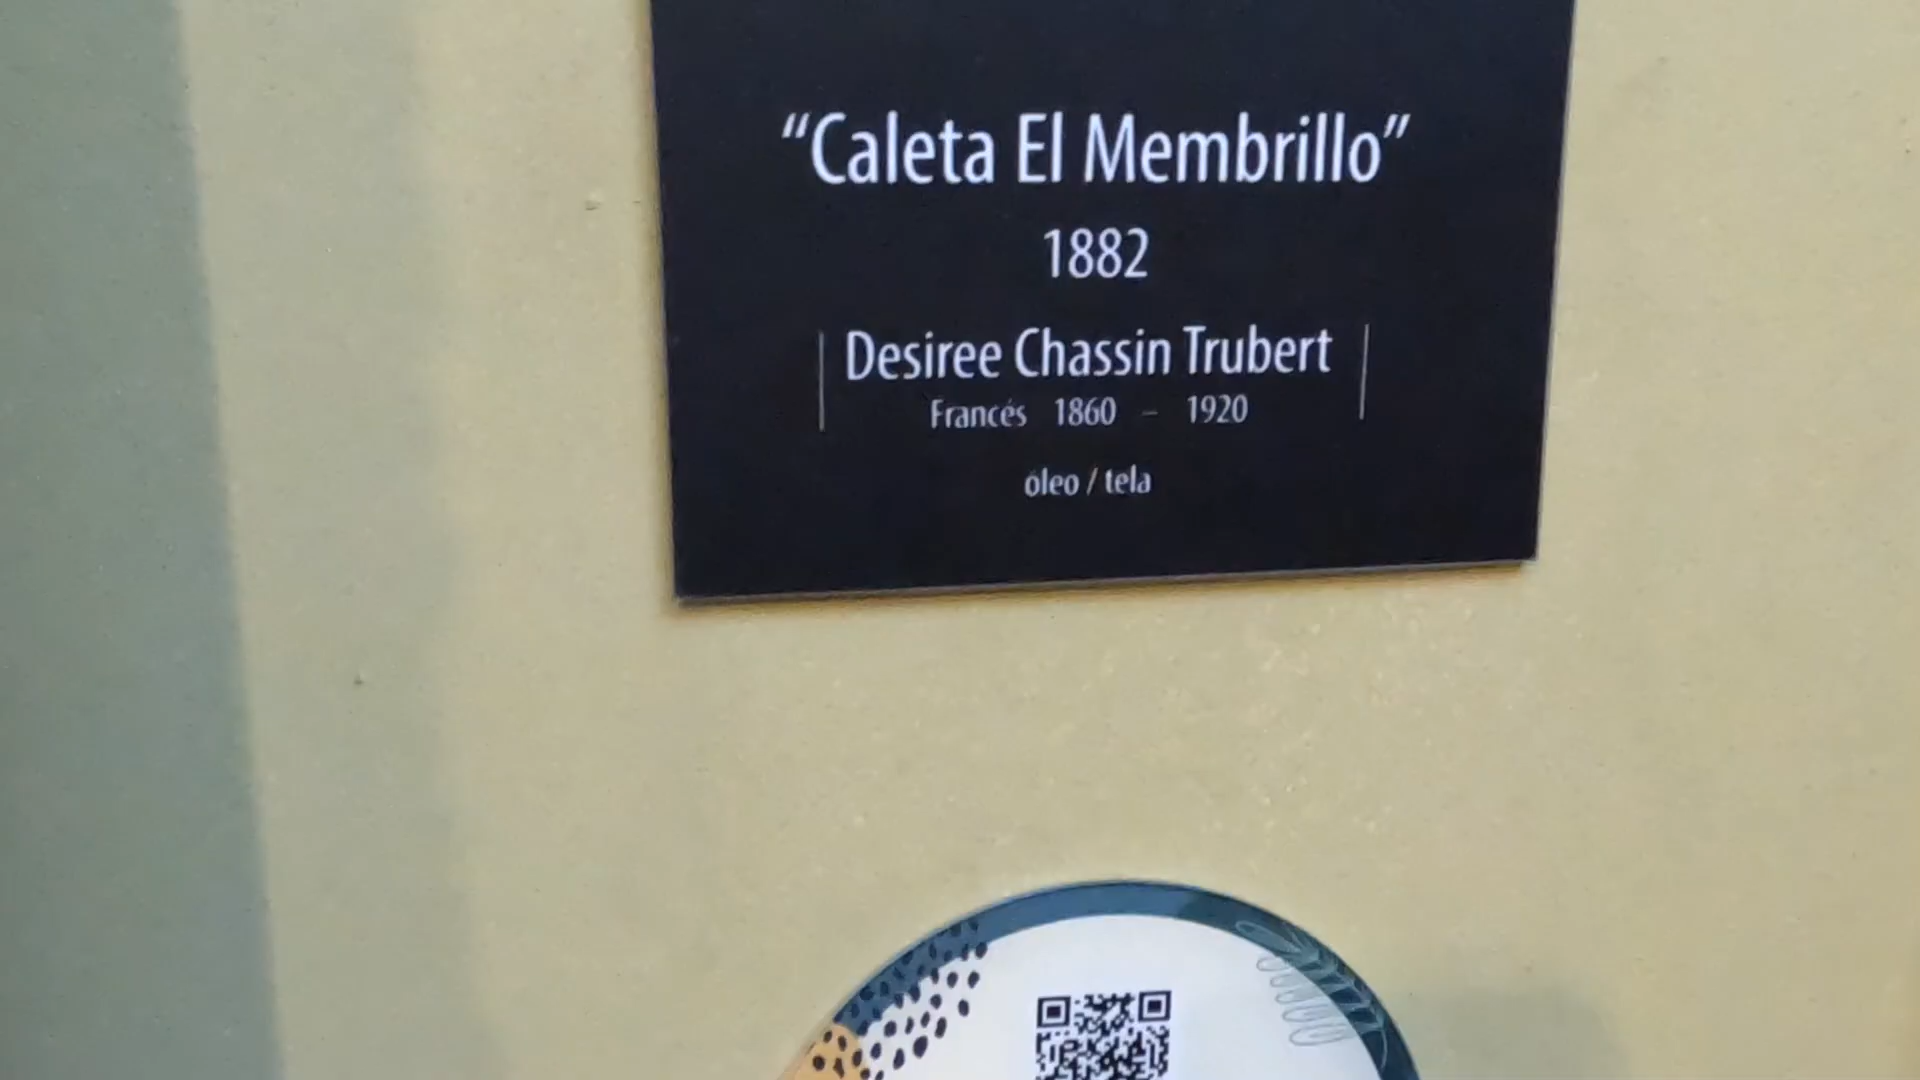 “Caleta El Membrillo”
1882
Desiree Chassin Trubert
Francés 1860 – 1920
óleo / tela